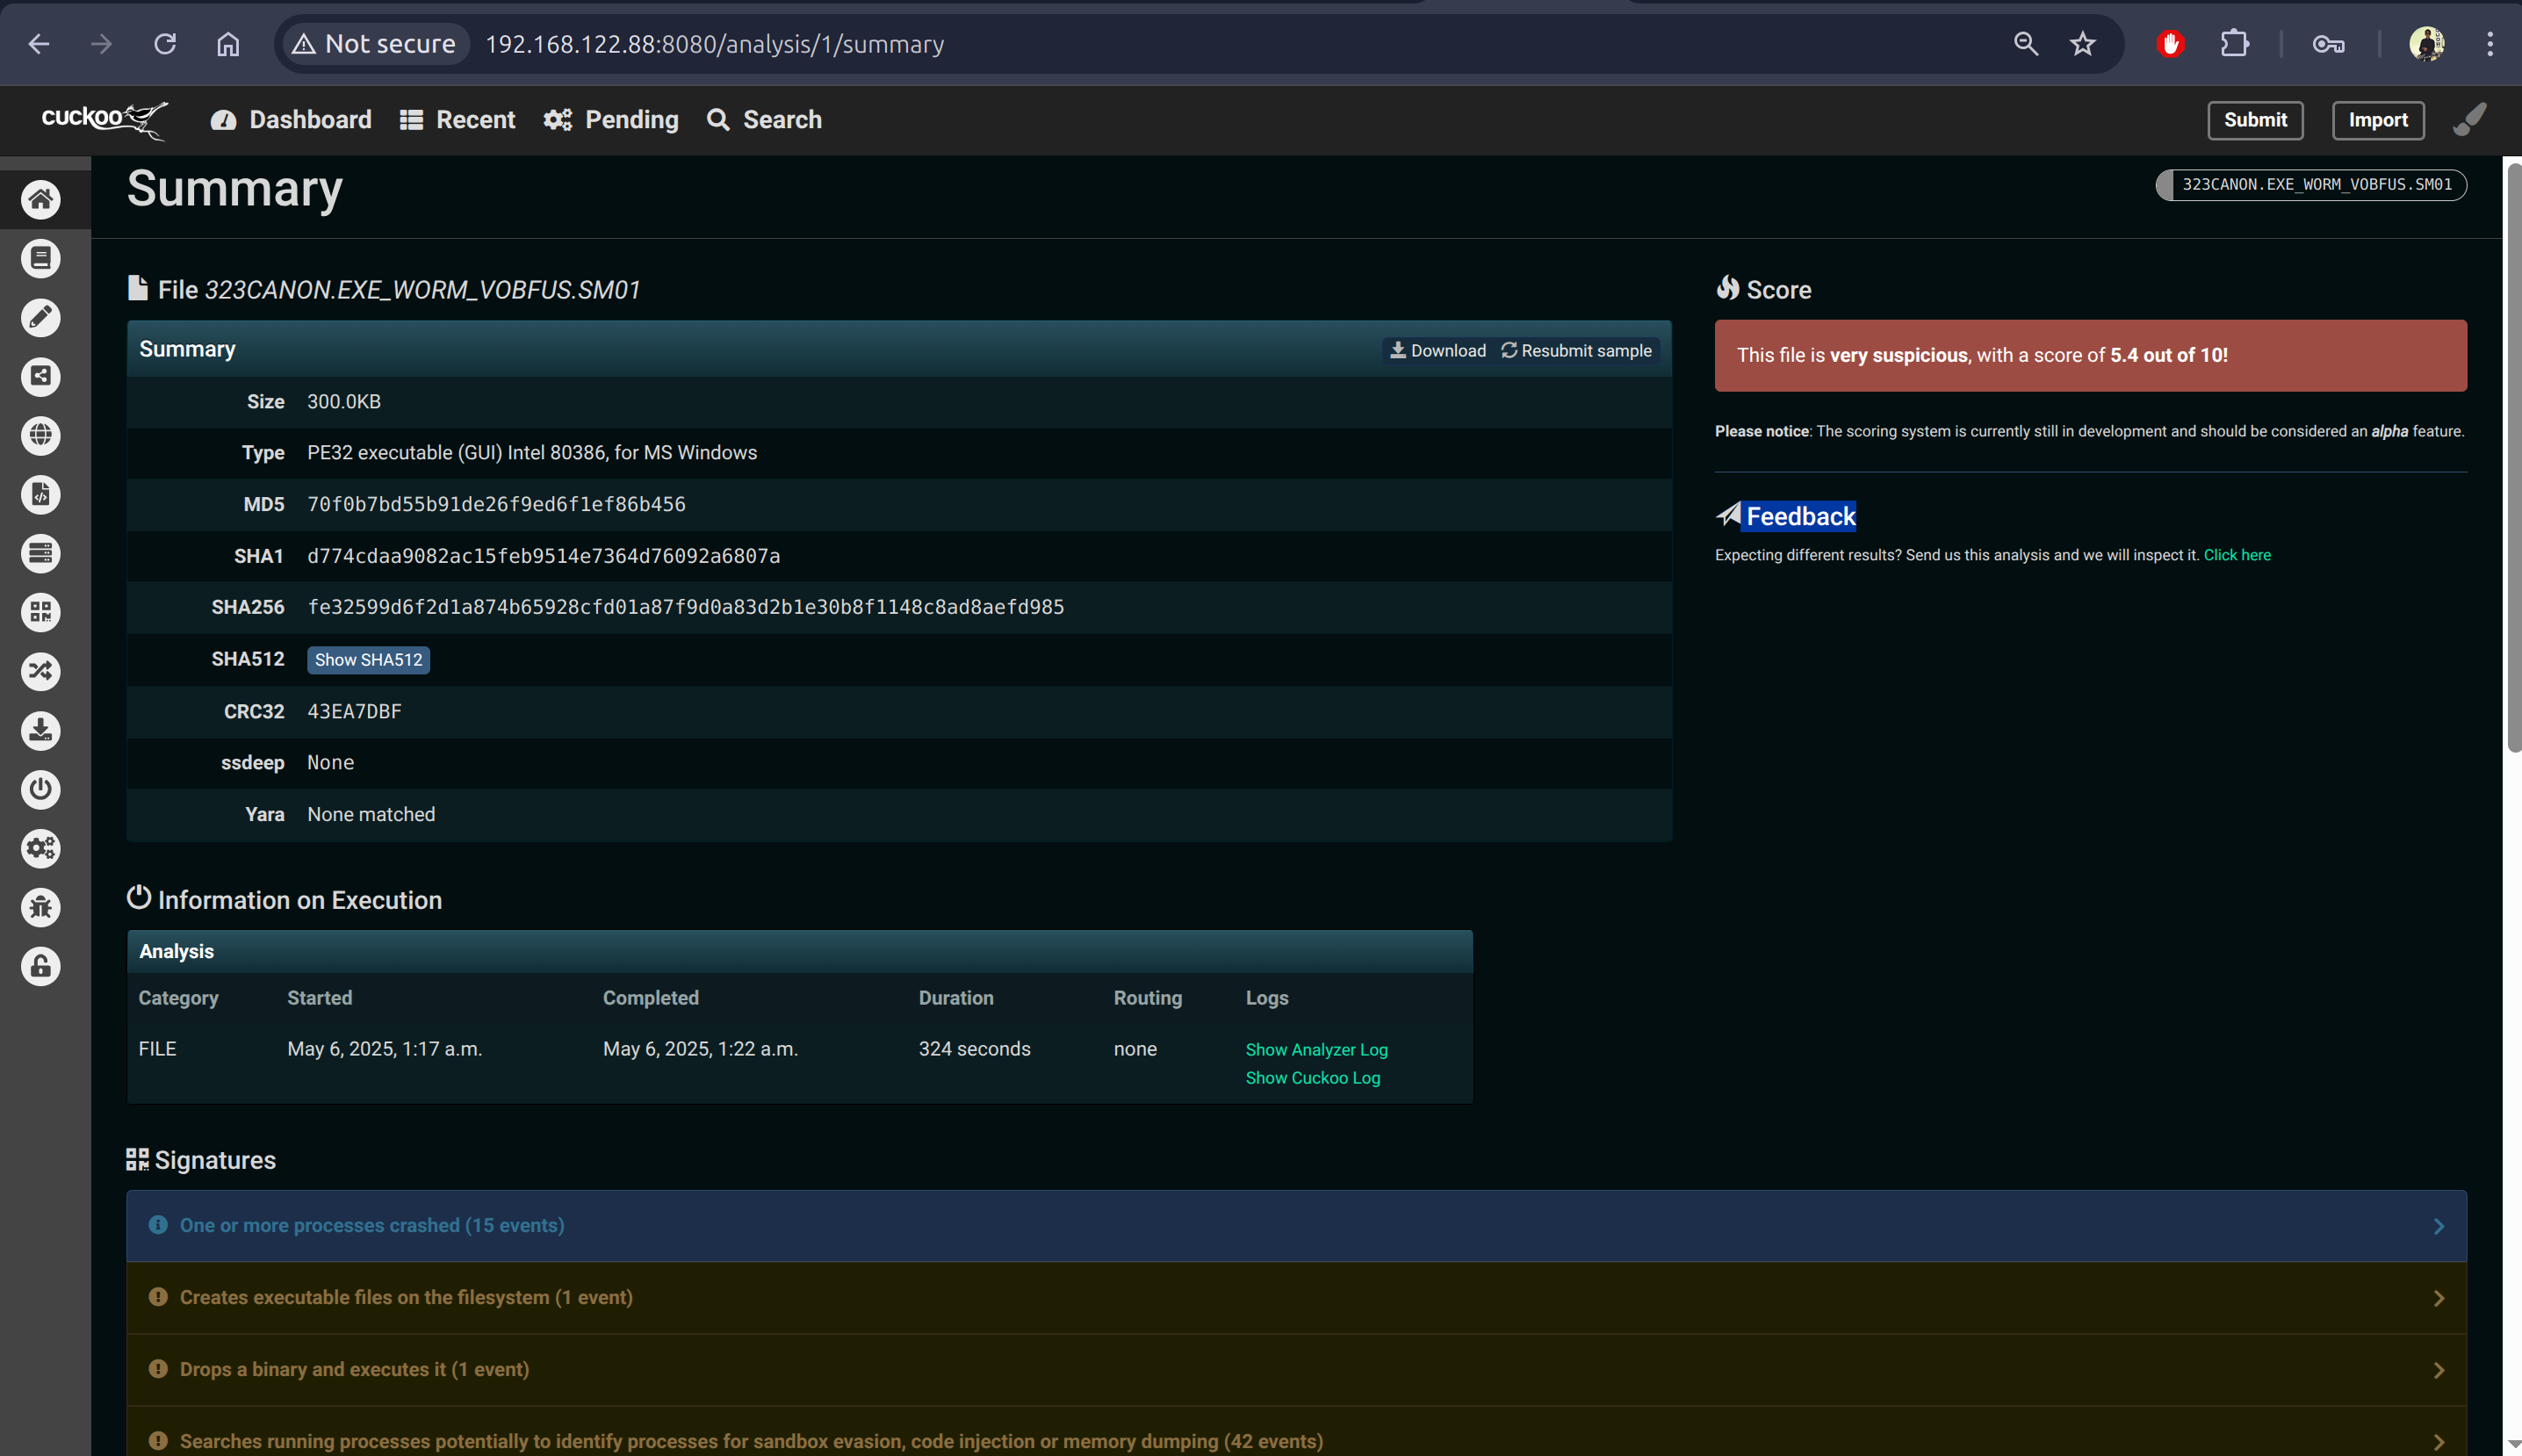 Not secure 192.168.122.88:8080/analysis/1/summary
cuckoo Dashboard Recent Pending Search Submit Import
Summary
323CANON.EXE_WORM_VOBFUS.SM01
File 323CANON.EXE_WORM_VOBFUS.SM01
Summary Download Resubmit sample
Size 300.0KB
Type PE32 executable (GUI) Intel 80386, for MS Windows
MD5 70f0b7bd55b91de26f9ed6f1ef86b456
SHA1 d774cdaa9082ac15feb9514e7364d76092a6807a
SHA256 fe32599d6f2d1a874b65928cfd01a87f9d0a83d2b1e30b8f1148c8ad8aefd985
SHA512 Show SHA512
CRC32 43EA7DBF
ssdeep None
Yara None matched
Score
This file is very suspicious, with a score of 5.4 out of 10!
Please notice: The scoring system is currently still in development and should be considered an alpha feature.
Feedback
Expecting different results? Send us this analysis and we will inspect it. Click here
Information on Execution
Analysis
Category Started Completed Duration Routing Logs
FILE May 6, 2025, 1:17 a.m. May 6, 2025, 1:22 a.m. 324 seconds none Show Analyzer Log
Show Cuckoo Log
Signatures
One or more processes crashed (15 events)
Creates executable files on the filesystem (1 event)
Drops a binary and executes it (1 event)
Searches running processes potentially to identify processes for sandbox evasion, code injection or memory dumping (42 events)